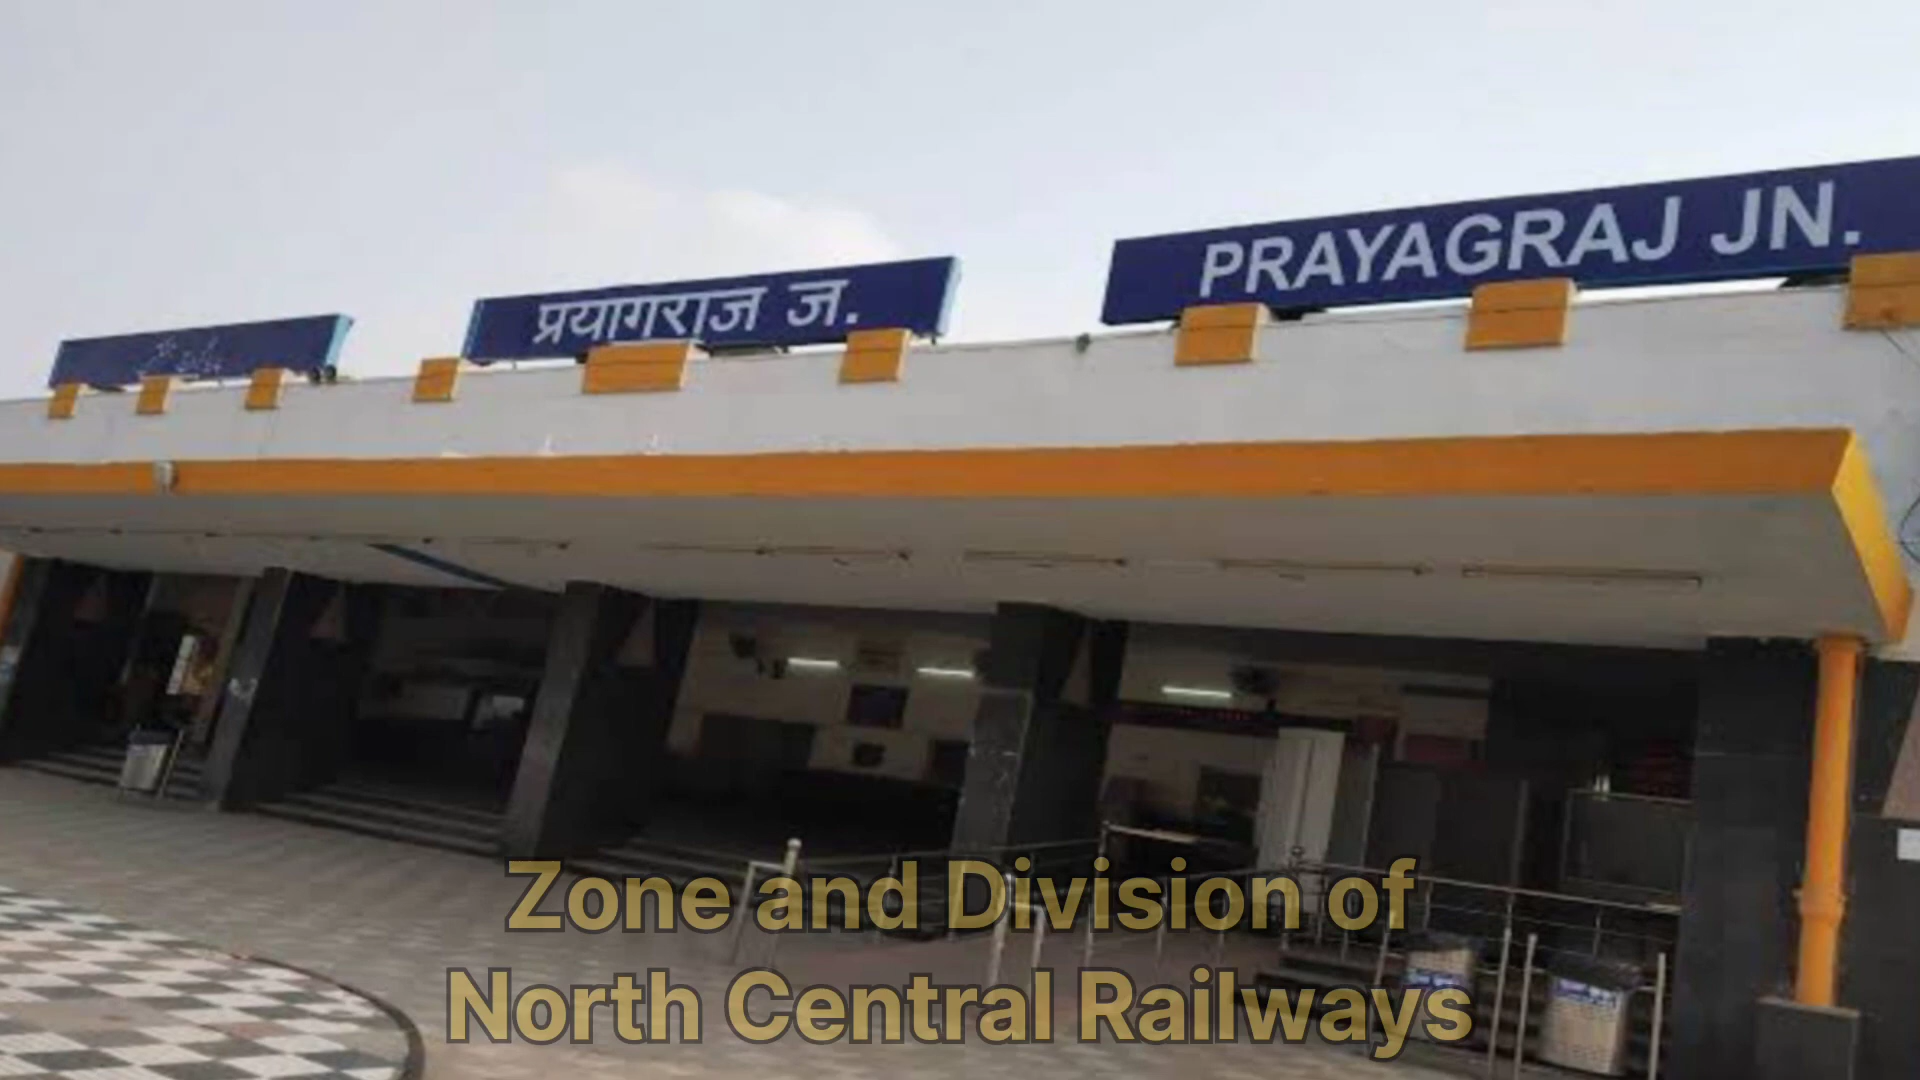 प्रयागराज ज.
PRAYAGRAJ JN.
Zone and Division of
North Central Railways